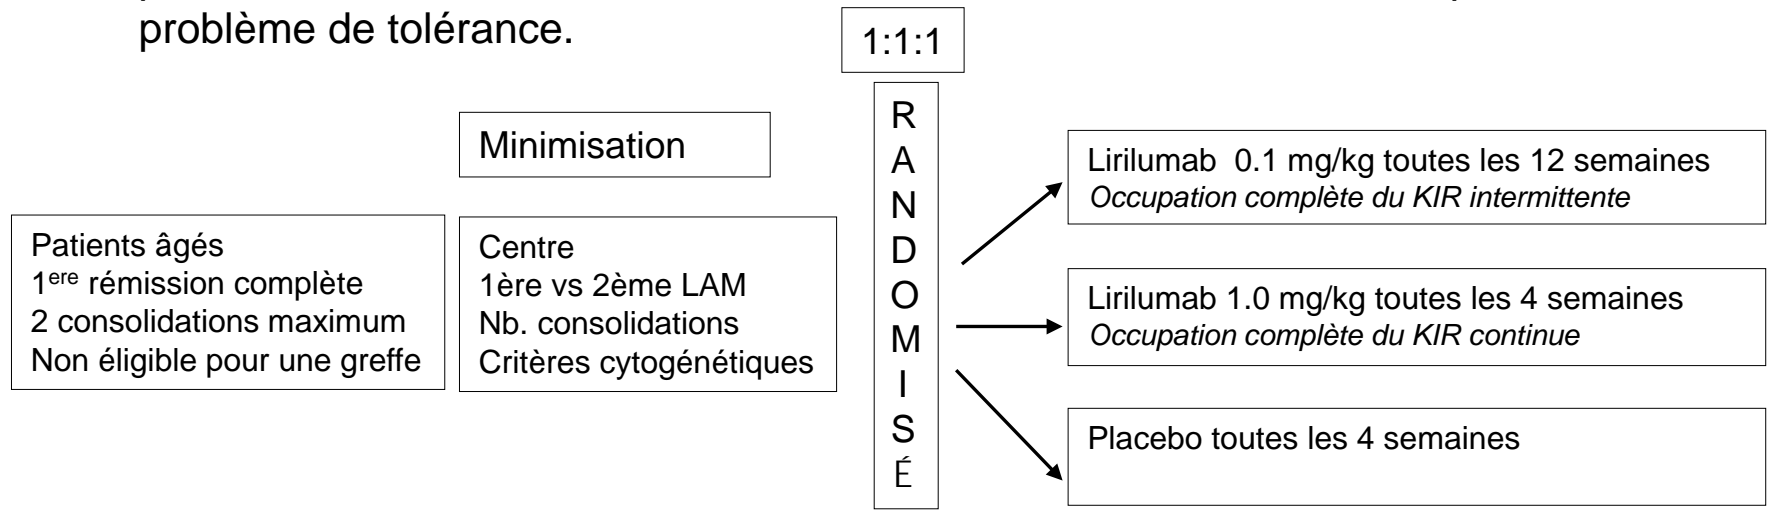 problème de tolérance.
1:1:1
Minimisation
Patients âgés
1ere rémission complète
2 consolidations maximum
Non éligible pour une greffe
Centre
1ère vs 2ème LAM
Nb. consolidations
Critères cytogénétiques
R
A
N
D
O
M
I
S
É
Lirilumab 0.1 mg/kg toutes les 12 semaines
Occupation complète du KIR intermittente
Lirilumab 1.0 mg/kg toutes les 4 semaines
Occupation complète du KIR continue
Placebo toutes les 4 semaines